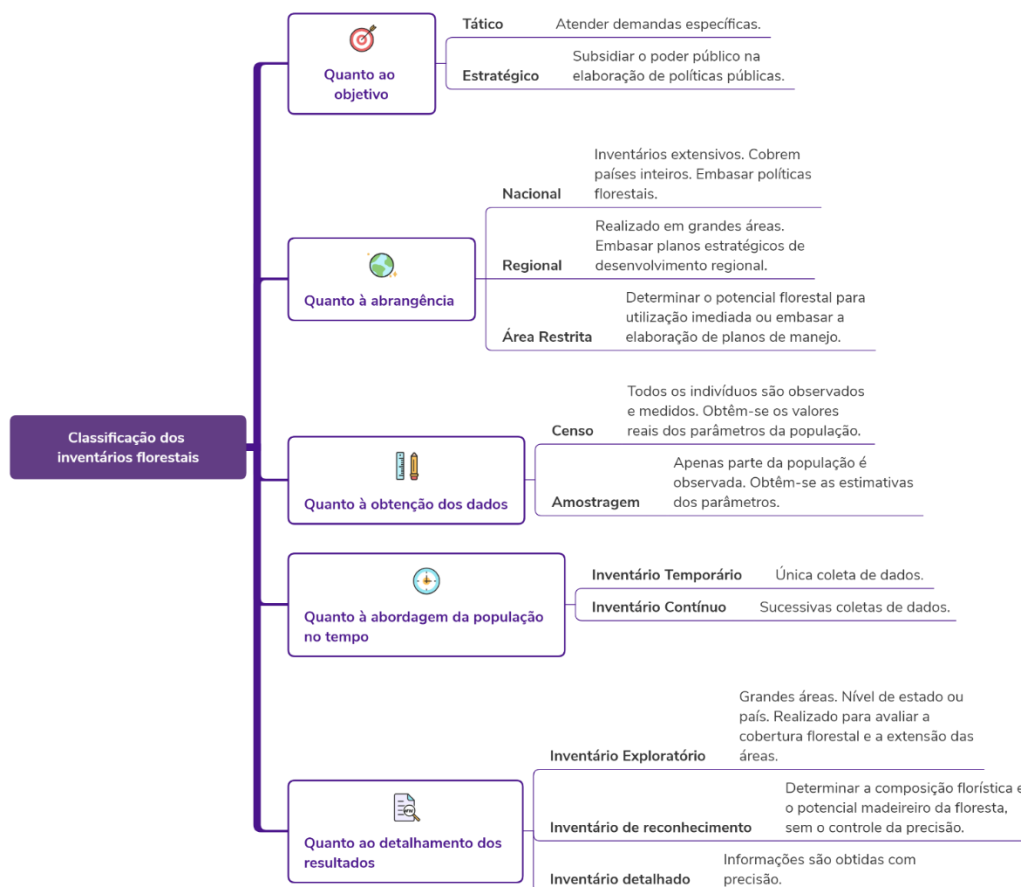 Classificação dos
inventários florestais
Quanto ao
objetivo
Tático
Atender demandas específicas.
Estratégico
Subsidiar o poder público na
elaboração de políticas públicas.
Quanto à abrangência
Nacional
Inventários extensivos. Cobrem
países inteiros. Embasar políticas
florestais.
Regional
Realizado em grandes áreas.
Embasar planos estratégicos de
desenvolvimento regional.
Área Restrita
Determinar o potencial florestal para
utilização imediata ou embasar a
elaboração de planos de manejo.
Quanto à obtenção dos dados
Censo
Todos os indivíduos são observados
e medidos. Obtêm-se os valores
reais dos parâmetros da população.
Amostragem
Apenas parte da população é
observada. Obtêm-se as estimativas
dos parâmetros.
Quanto à abordagem da população
no tempo
Inventário Temporário
Única coleta de dados.
Inventário Contínuo
Sucessivas coletas de dados.
Quanto ao detalhamento dos
resultados
Inventário Exploratório
Grandes áreas. Nível de estado ou
país. Realizado para avaliar a
cobertura florestal e a extensão das
áreas.
Inventário de reconhecimento
Determinar a composição florística e
o potencial madeireiro da floresta,
sem o controle da precisão.
Inventário detalhado
Informações são obtidas com
precisão.